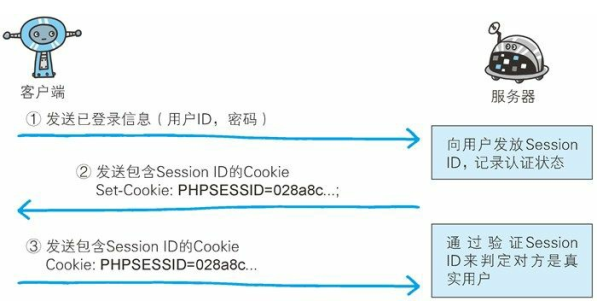 客户端
服务器
① 发送已登录信息（用户ID，密码）
向用户发放Session
ID，记录认证状态
② 发送包含Session ID的Cookie
Set-Cookie: PHPSESSID=028a8c…;
③ 发送包含Session ID的Cookie
Cookie: PHPSESSID=028a8c…
通过验证Session
ID来判定对方是真
实用户